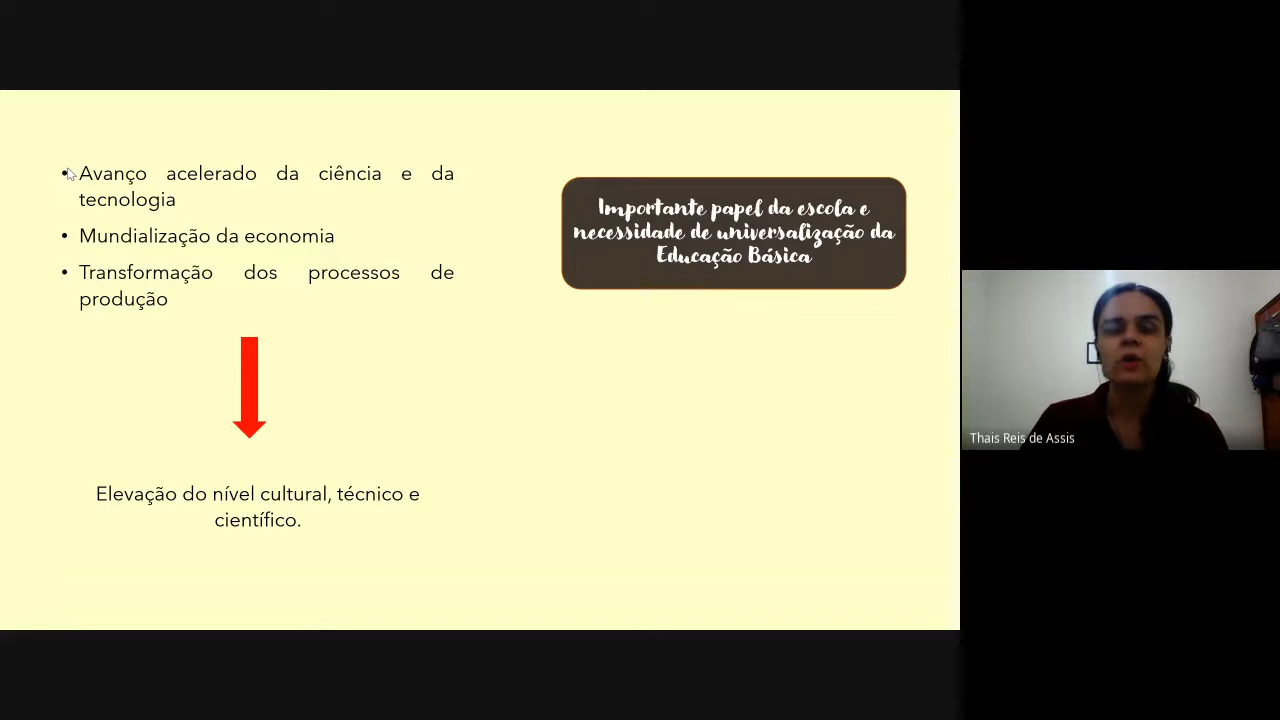 • Avanço acelerado da ciência e da
tecnologia
• Mundialização da economia
• Transformação dos processos de
produção
Elevação do nível cultural, técnico e
científico.
Importante papel da escola e
necessidade de universalização da
Educação Básica
Thais Reis de Assis